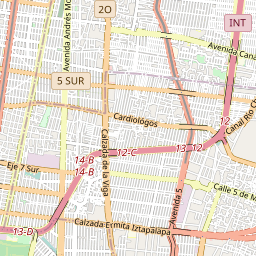 2O
INT
Avenida Andrés Mo
Avenida Cana
5 SUR
Cardiólogos
12
Canal Río Ch
Calzada de la Viga
12-C
13-12
14-B
Eje 7 Sur
14-B
Calle 5 de M
Avenida 5
Calzada Ermita Iztapalapa
13-D